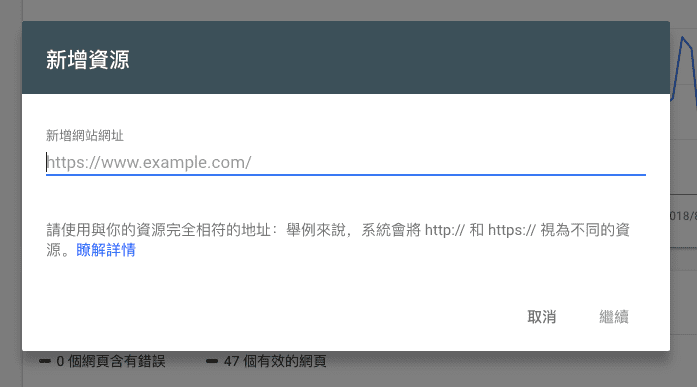 新增資源
新增網站網址
https://www.example.com/
請使用與你的資源完全相符的地址：舉例來說，系統會將 http:// 和 https:// 視為不同的資
源。瞭解詳情
018/8
取消 繼續
0 個網頁含有錯誤 47 個有效的網頁